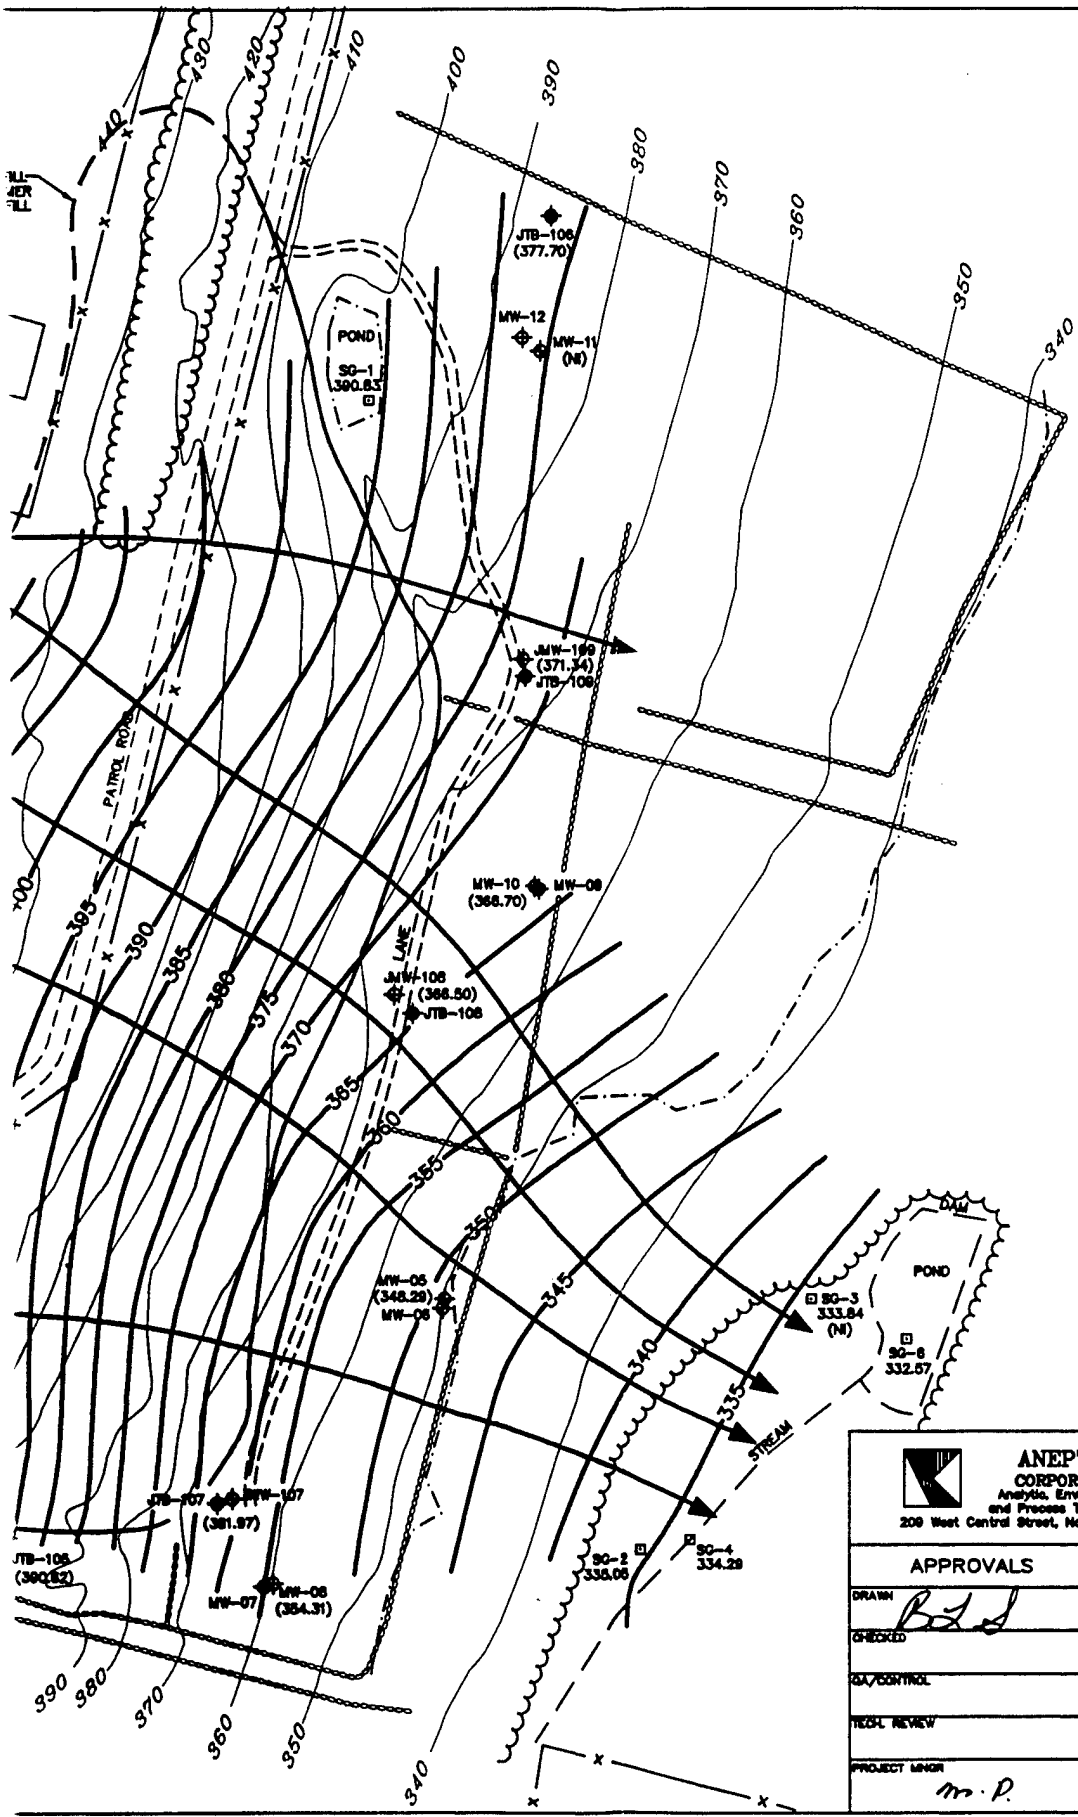 430
420
410
400
390
380
370
360
350
340
440
ILL
JTB-106
(377.70)
MW-12
MW-11
(NI)
POND
SG-1
390.83
JMW-109
(371.34)
JTB-109
PATROL ROAD
MW-10
(368.70)
MW-09
LANE
JMW-108
(366.50)
JTB-108
395
390
385
380
375
370
365
360
355
350
345
340
335
MW-05
(348.29)
MW-06
DAM
POND
SG-3
333.84
(NI)
SG-6
332.57
STREAM
JTB-107
(361.97)
JTB-105
(390.82)
MW-07
MW-08
(354.31)
SG-2
335.05
SG-4
334.29
390
380
370
360
350
340
ANEP
CORPOR
Analytic, Env
and Process T
209 West Central Street, N
APPROVALS
DRAWN
BLS
CHECKED
QA/CONTROL
TECH. REVIEW
PROJECT MNGR
m. P.